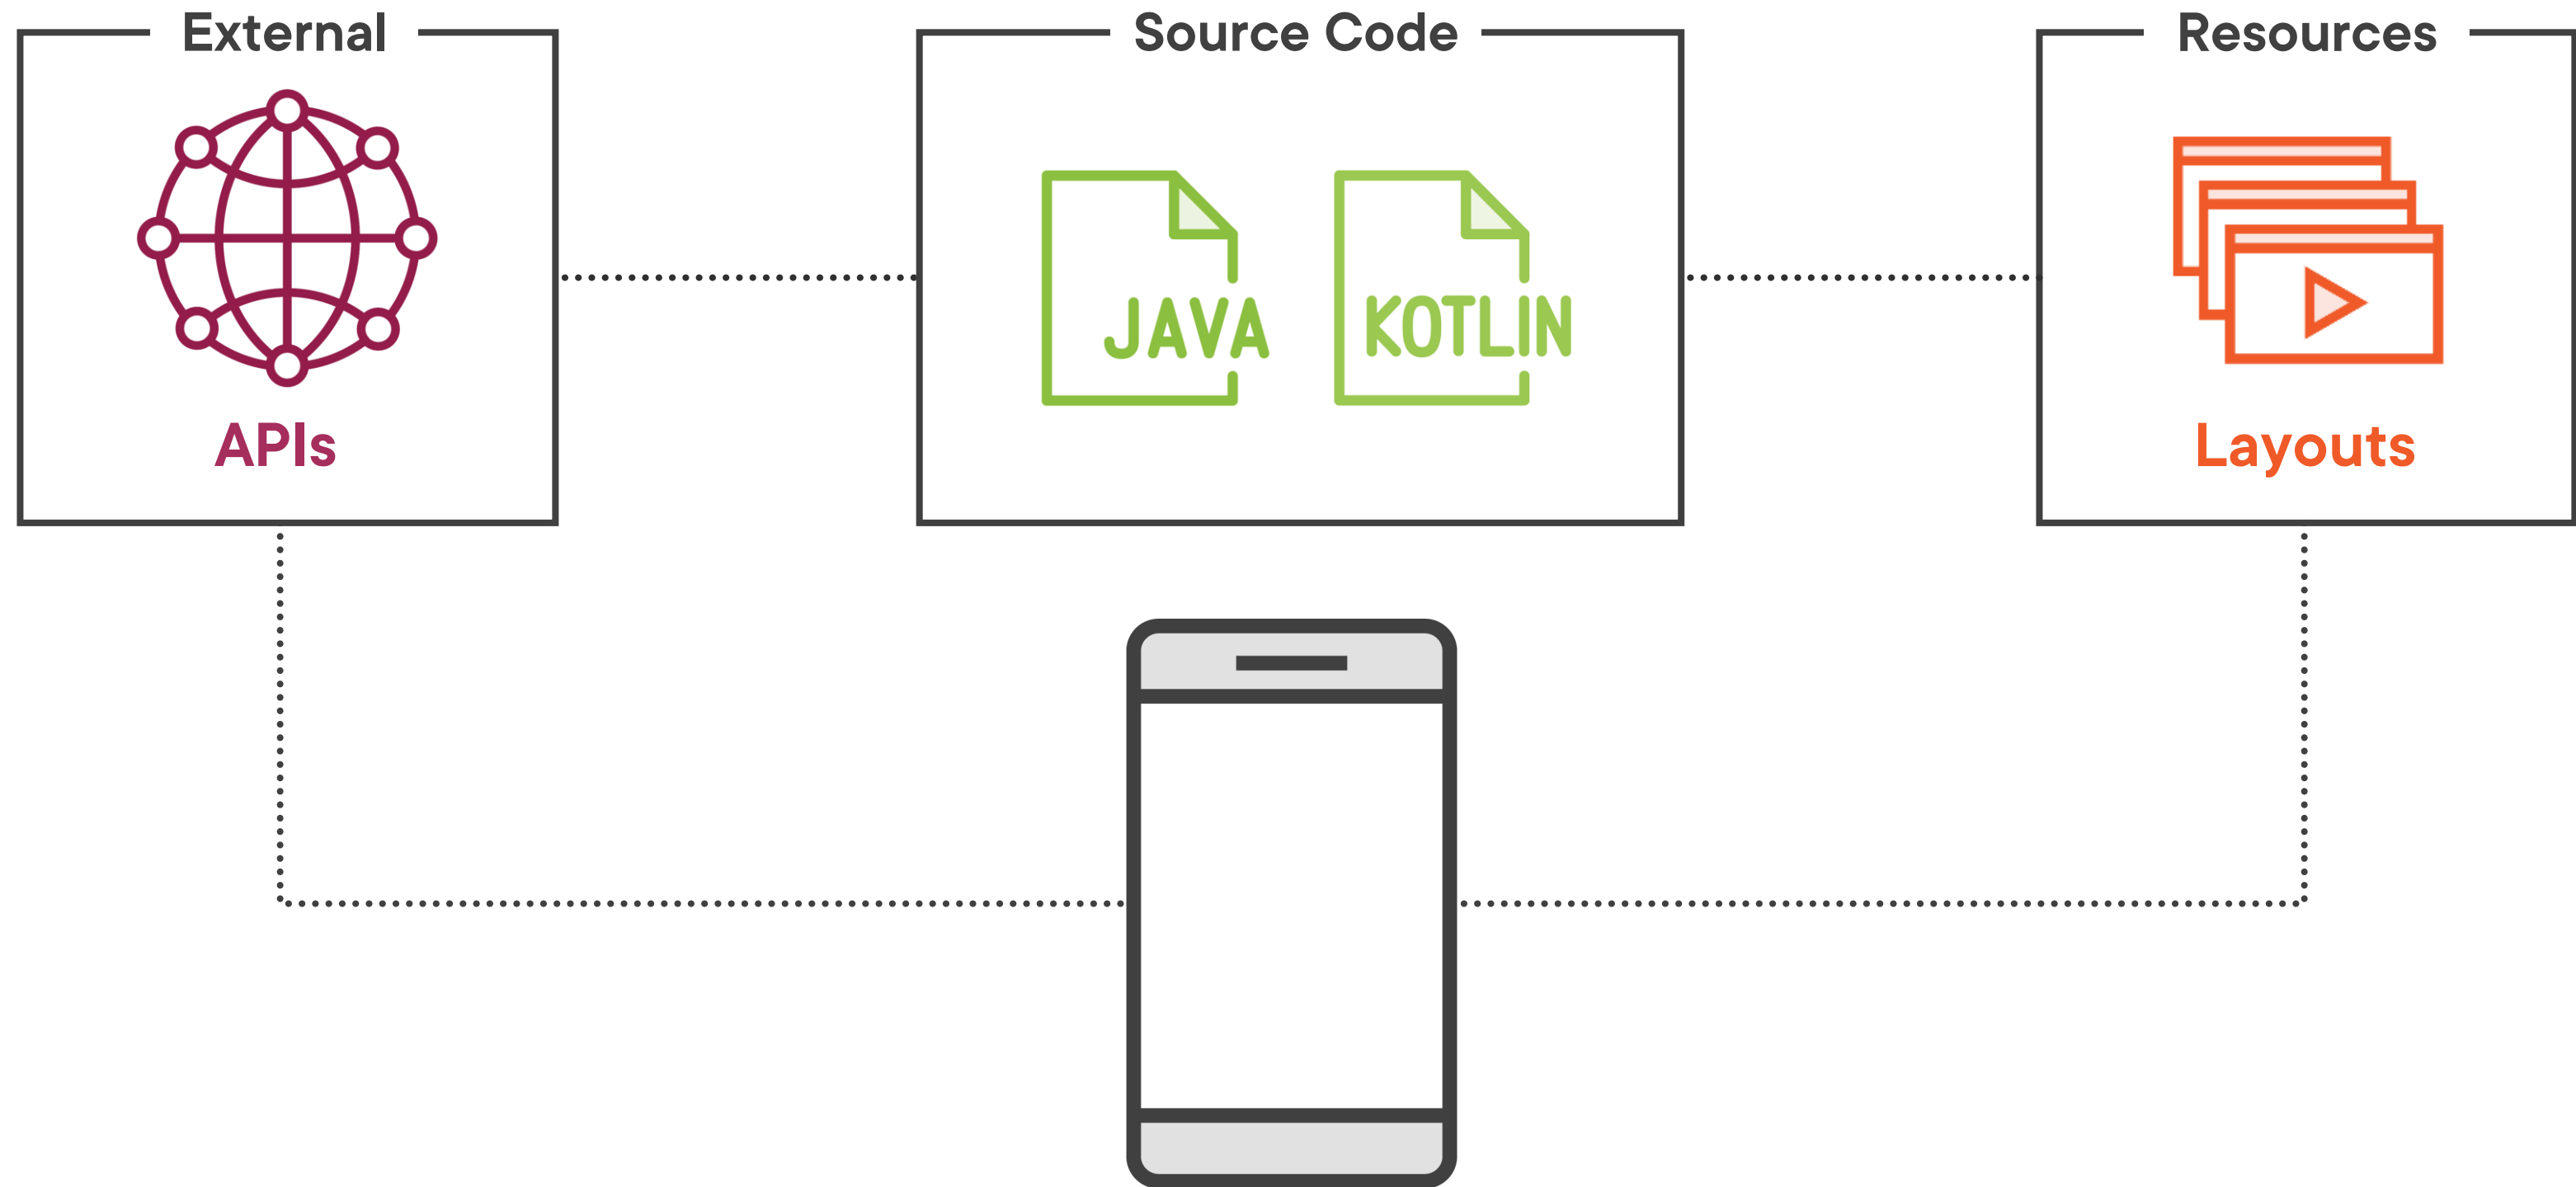 External
APIs
Source Code
JAVA
KOTLIN
Resources
Layouts